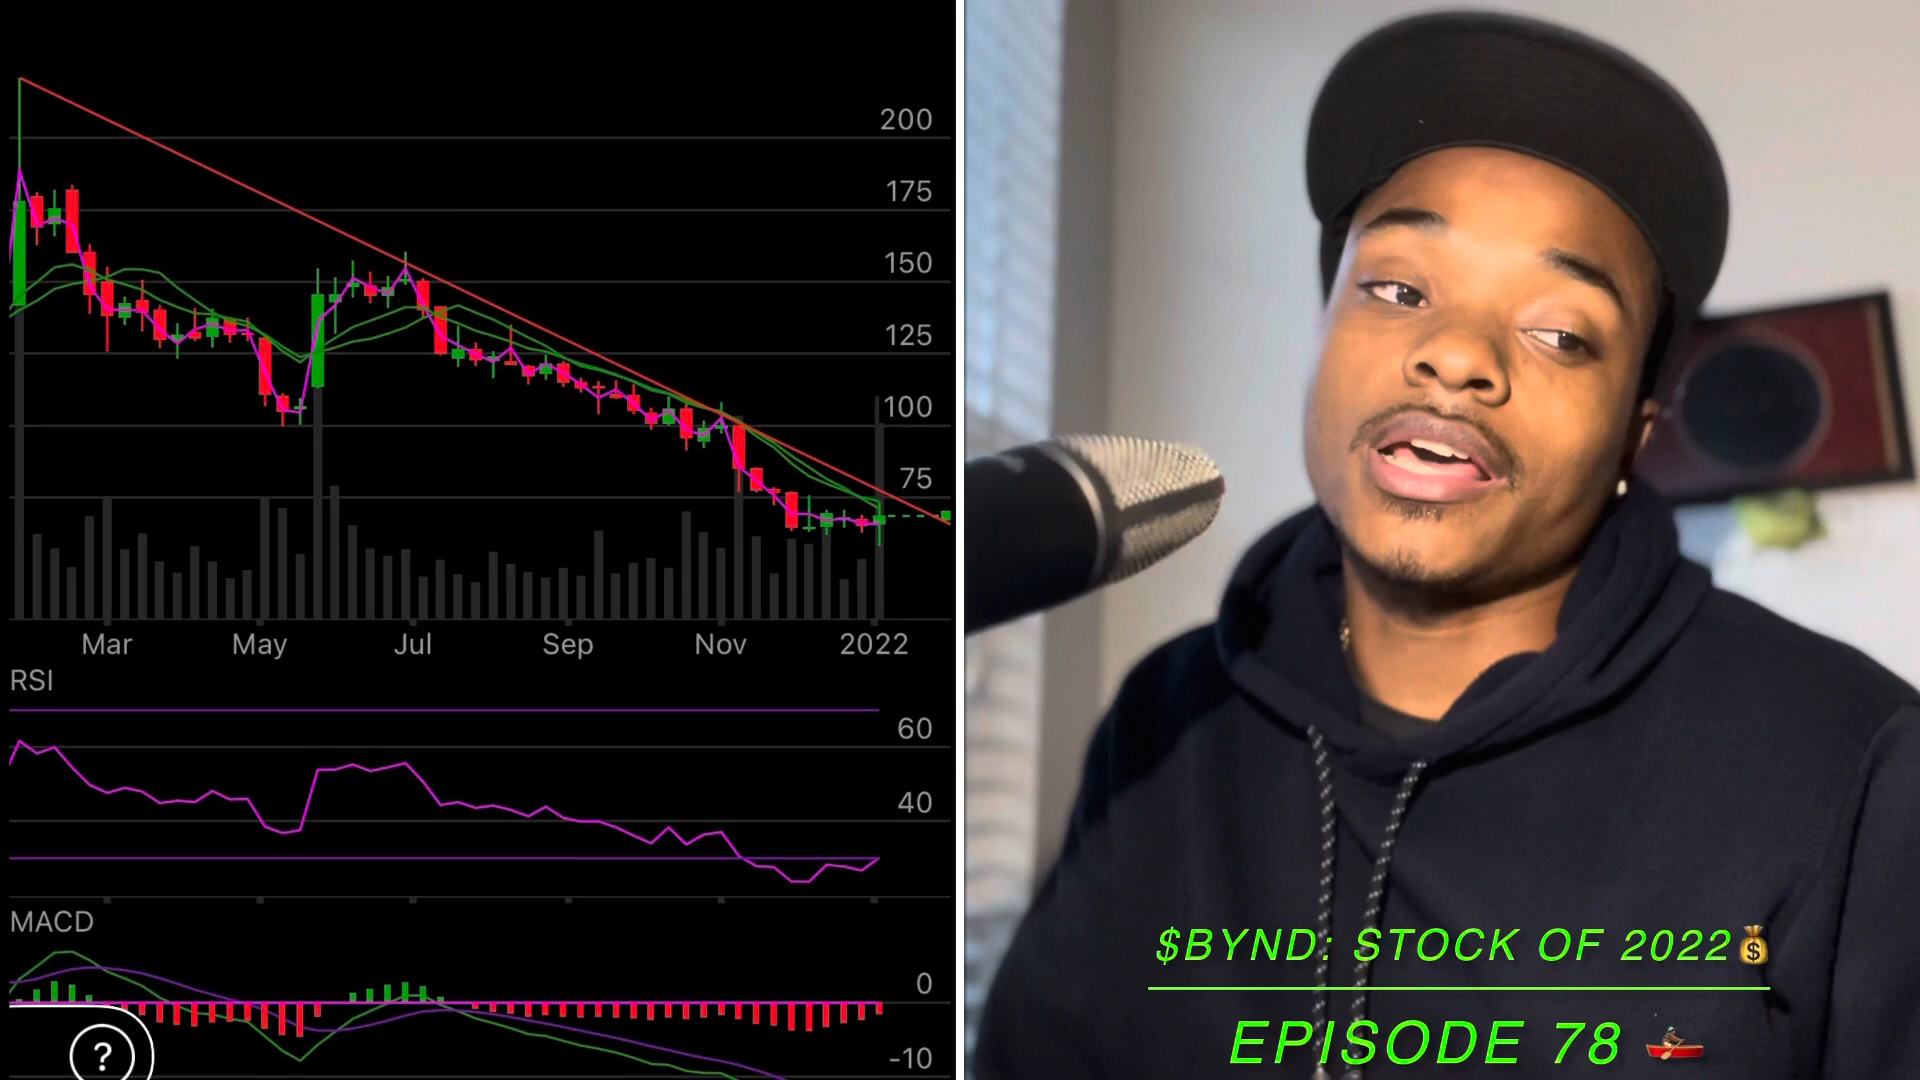 200
175
150
125
100
75
Mar May Jul Sep Nov 2022
RSI
60
40
MACD
0
-10
?
$BYND: STOCK OF 2022💰
EPISODE 78 🚣